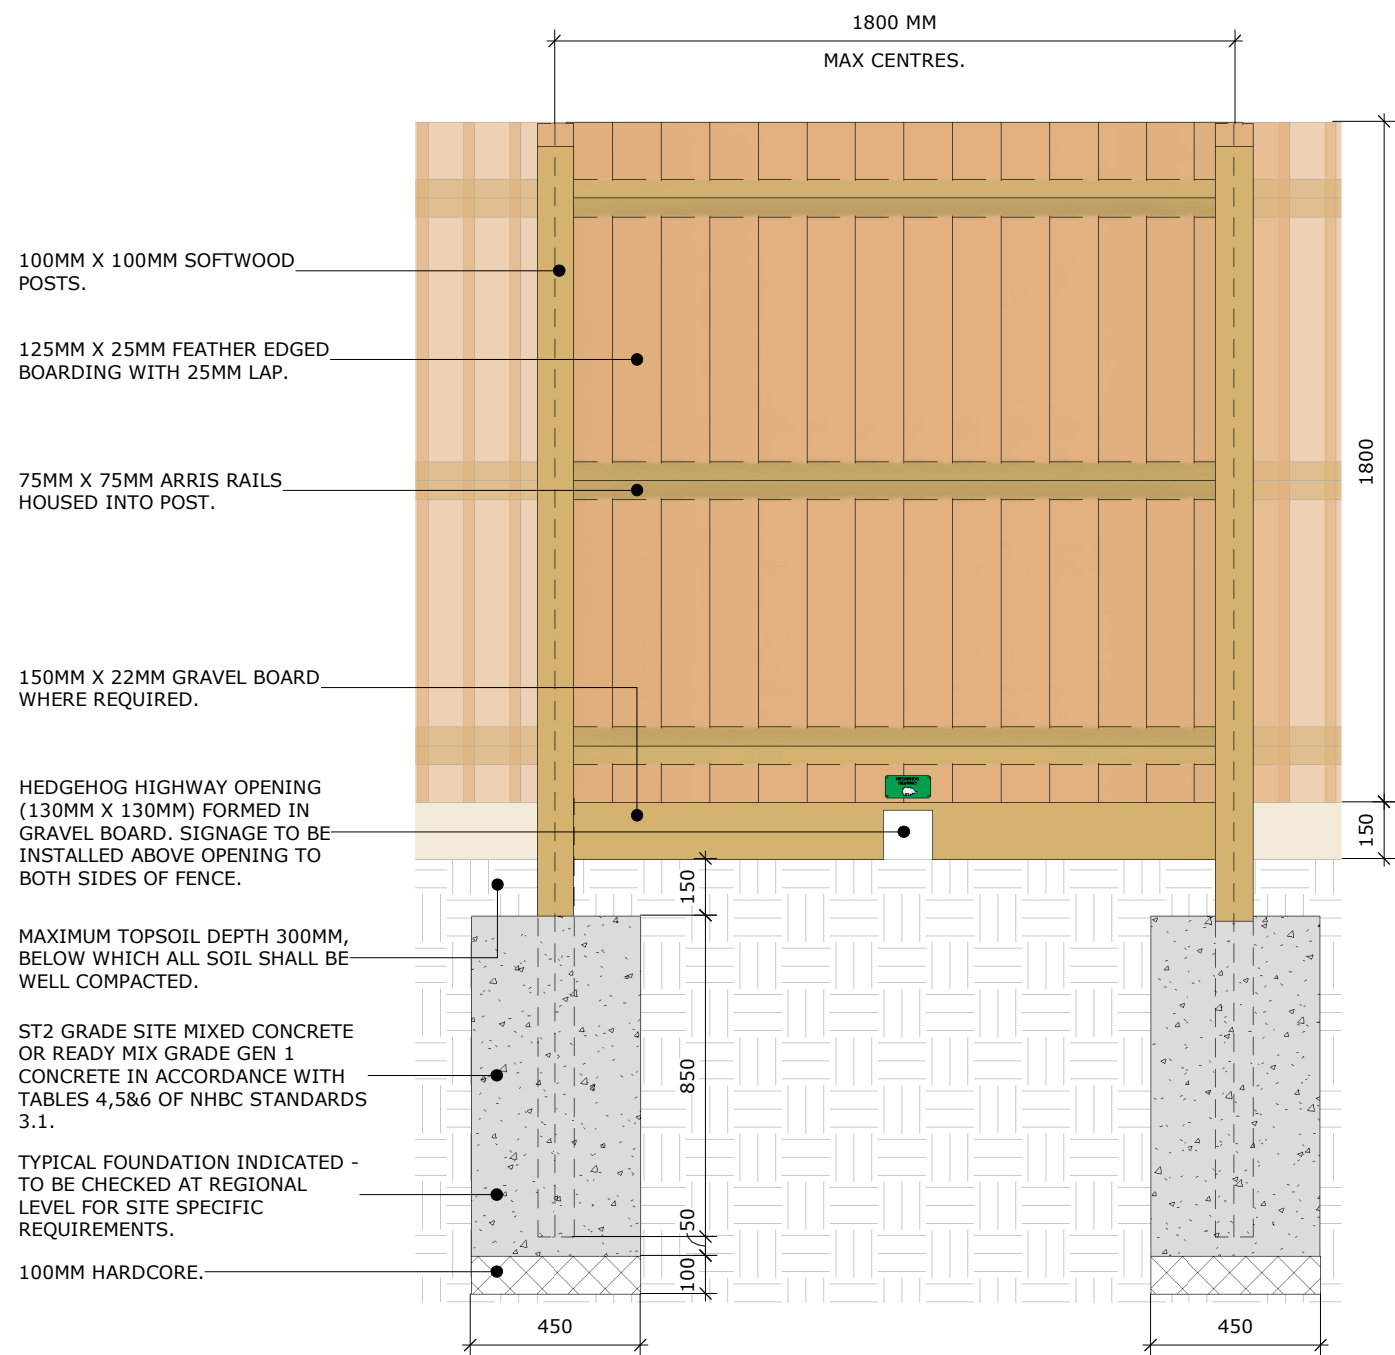 1800 MM
MAX CENTRES.
100MM X 100MM SOFTWOOD
POSTS.
125MM X 25MM FEATHER EDGED
BOARDING WITH 25MM LAP.
75MM X 75MM ARRIS RAILS
HOUSED INTO POST.
150MM X 22MM GRAVEL BOARD
WHERE REQUIRED.
HEDGEHOG HIGHWAY OPENING
(130MM X 130MM) FORMED IN
GRAVEL BOARD. SIGNAGE TO BE
INSTALLED ABOVE OPENING TO
BOTH SIDES OF FENCE.
MAXIMUM TOPSOIL DEPTH 300MM,
BELOW WHICH ALL SOIL SHALL BE
WELL COMPACTED.
ST2 GRADE SITE MIXED CONCRETE
OR READY MIX GRADE GEN 1
CONCRETE IN ACCORDANCE WITH
TABLES 4,5&6 OF NHBC STANDARDS
3.1.
TYPICAL FOUNDATION INDICATED -
TO BE CHECKED AT REGIONAL
LEVEL FOR SITE SPECIFIC
REQUIREMENTS.
100MM HARDCORE.
HEDGEHOG
HIGHWAY
1800
150
150
850
50
100
450
450